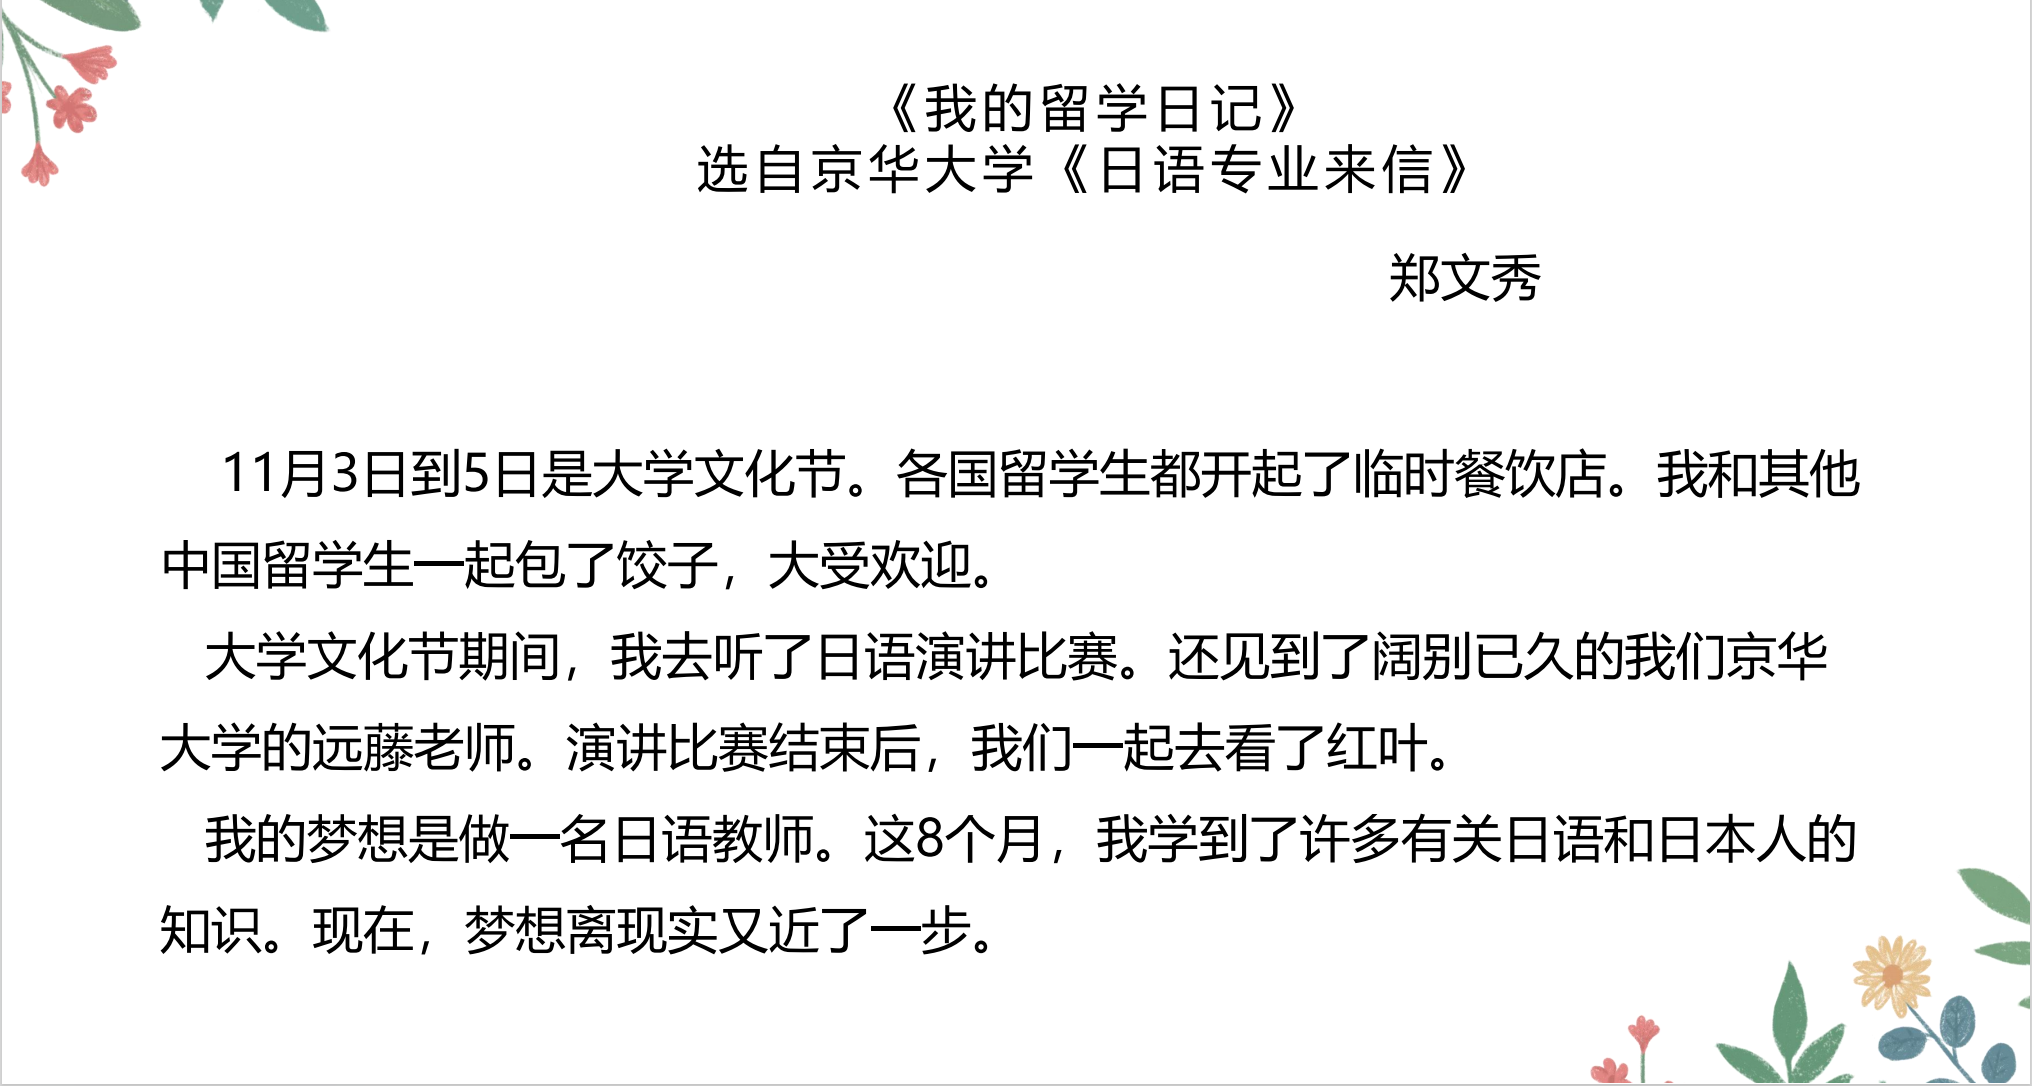 《我的留学日记》
选自京华大学《日语专业来信》
郑文秀
11月3日到5日是大学文化节。各国留学生都开起了临时餐饮店。我和其他
中国留学生一起包了饺子，大受欢迎。
大学文化节期间，我去听了日语演讲比赛。还见到了阔别已久的我们京华
大学的远藤老师。演讲比赛结束后，我们一起去看了红叶。
我的梦想是做一名日语教师。这8个月，我学到了许多有关日语和日本人的
知识。现在，梦想离现实又近了一步。